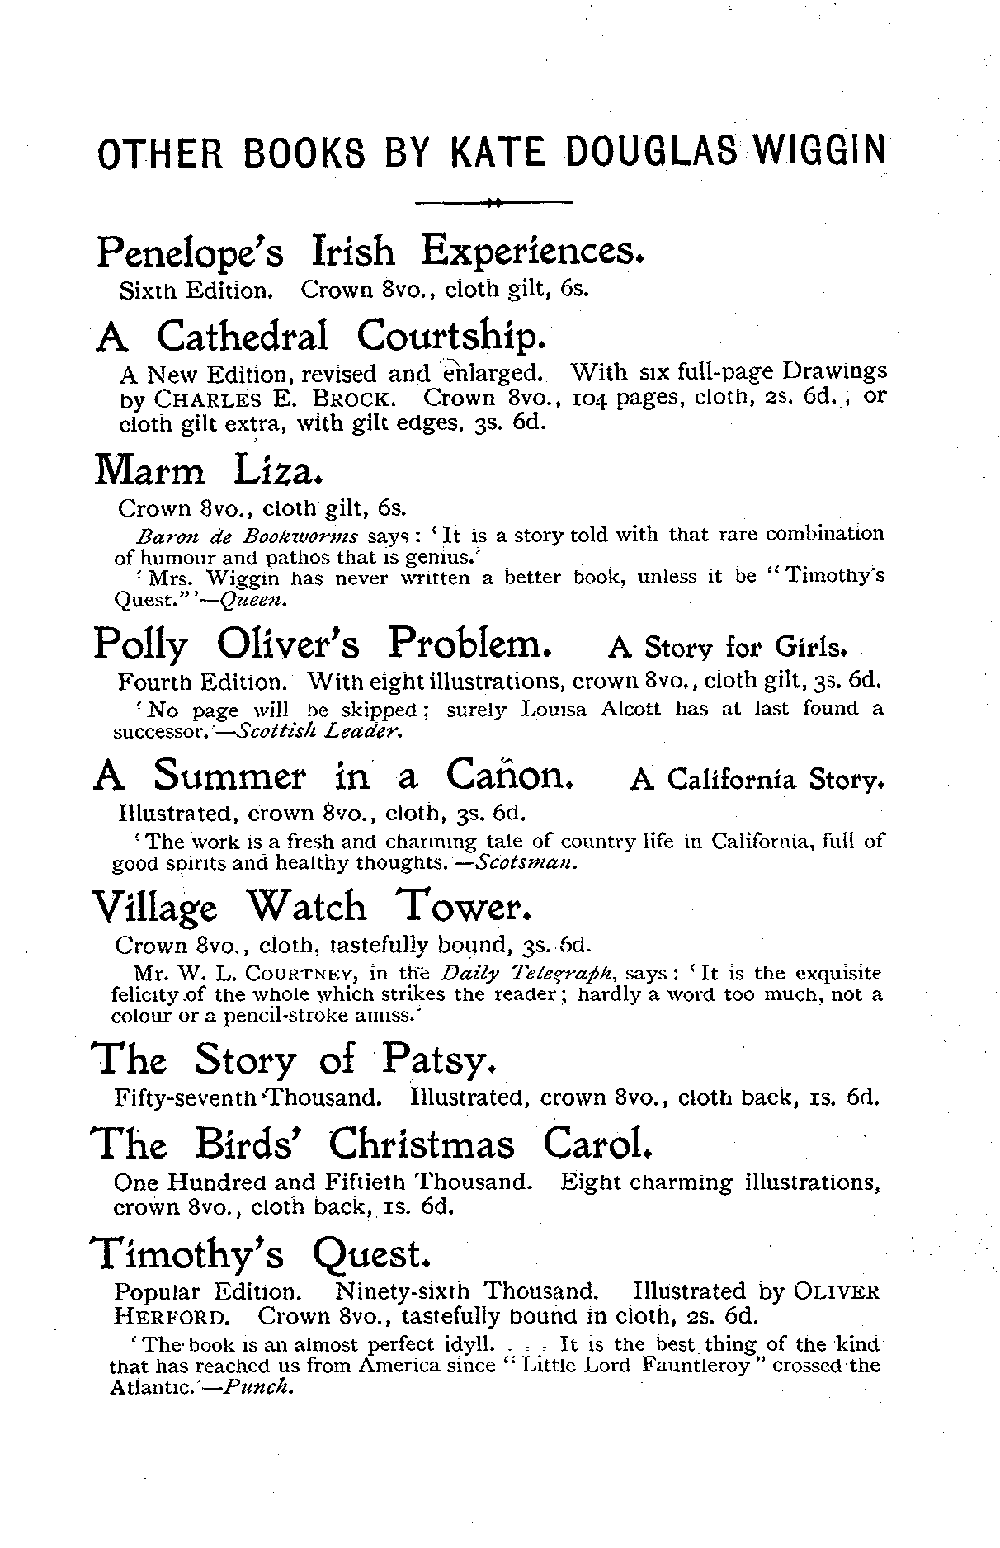 OTHER BOOKS BY KATE DOUGLAS WIGGIN
Penelope's Irish Experiences.
Sixth Edition. Crown 8vo., cloth gilt, 6s.
A Cathedral Courtship.
A New Edition, revised and enlarged. With six full-page Drawings
by CHARLES E. BROCK. Crown 8vo., 104 pages, cloth, 2s. 6d.; or
cloth gilt extra, with gilt edges, 3s. 6d.
Marm Liza.
Crown 8vo., cloth gilt, 6s.
Baron de Bookworms says: 'It is a story told with that rare combination
of humour and pathos that is genius.'
'Mrs. Wiggin has never written a better book, unless it be "Timothy's
Quest."'—Queen.
Polly Oliver's Problem. A Story for Girls.
Fourth Edition. With eight illustrations, crown 8vo., cloth gilt, 3s. 6d.
'No page will be skipped; surely Louisa Alcott has at last found a
successor.'—Scottish Leader.
A Summer in a Cañon. A California Story.
Illustrated, crown 8vo., cloth, 3s. 6d.
'The work is a fresh and charming tale of country life in California, full of
good spirits and healthy thoughts.'—Scotsman.
Village Watch Tower.
Crown 8vo., cloth, tastefully bound, 3s. 6d.
Mr. W. L. COURTNEY, in the Daily Telegraph, says: 'It is the exquisite
felicity of the whole which strikes the reader; hardly a word too much, not a
colour or a pencil-stroke amiss.'
The Story of Patsy.
Fifty-seventh Thousand. Illustrated, crown 8vo., cloth back, 1s. 6d.
The Birds' Christmas Carol.
One Hundred and Fiftieth Thousand. Eight charming illustrations,
crown 8vo., cloth back, 1s. 6d.
Timothy's Quest.
Popular Edition. Ninety-sixth Thousand. Illustrated by OLIVER
HERFORD. Crown 8vo., tastefully bound in cloth, 2s. 6d.
'The book is an almost perfect idyll. . . . It is the best thing of the kind
that has reached us from America since "Little Lord Fauntleroy" crossed the
Atlantic.'—Punch.